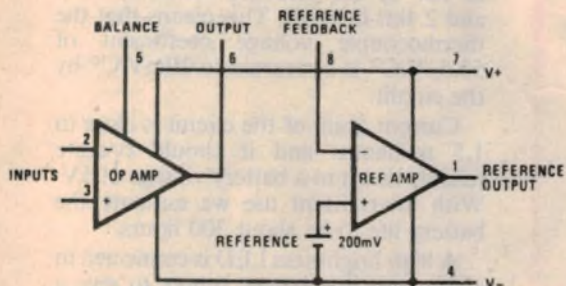 BALANCE
OUTPUT
REFERENCE
FEEDBACK
5
6
8
7
V+
2
INPUTS
OP AMP
3
REF AMP
1
REFERENCE
OUTPUT
REFERENCE
200mV
4
V−